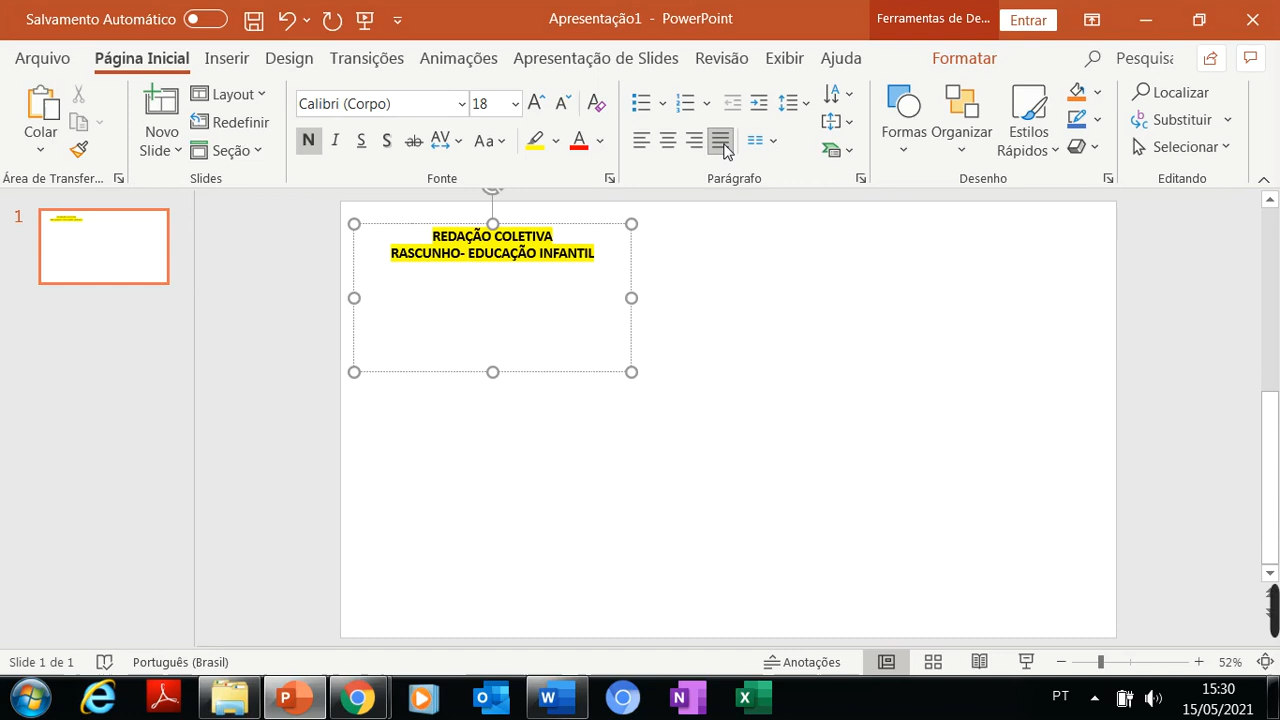 Salvamento Automático
Apresentação1 - PowerPoint
Ferramentas de De...
Entrar
Arquivo
Página Inicial
Inserir
Design
Transições
Animações
Apresentação de Slides
Revisão
Exibir
Ajuda
Formatar
Pesquisa
Colar
Novo
Slide
Layout
Redefinir
Seção
Calibri (Corpo)
18
N
I
S
S
ab
AV
Aa
A
Formas
Organizar
Estilos
Rápidos
Localizar
Substituir
Selecionar
Área de Transfer...
Slides
Fonte
Parágrafo
Desenho
Editando
1
REDAÇÃO COLETIVA
RASCUNHO- EDUCAÇÃO INFANTIL
Slide 1 de 1
Português (Brasil)
Anotações
52%
PT
15:30
15/05/2021